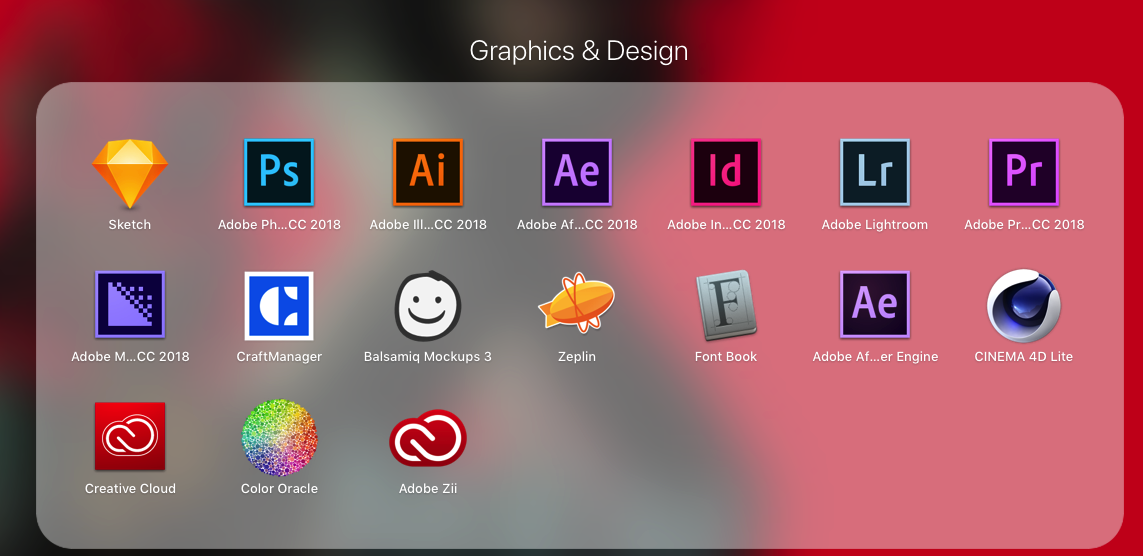 Graphics & Design
Ps
Ai
Ae
Id
Lr
Pr
Sketch
Adobe Ph...CC 2018
Adobe Ill...CC 2018
Adobe Af...CC 2018
Adobe In...CC 2018
Adobe Lightroom
Adobe Pr...CC 2018
F
Ae
Adobe M...CC 2018
CraftManager
Balsamiq Mockups 3
Zeplin
Font Book
Adobe Af...er Engine
CINEMA 4D Lite
Creative Cloud
Color Oracle
Adobe Zii